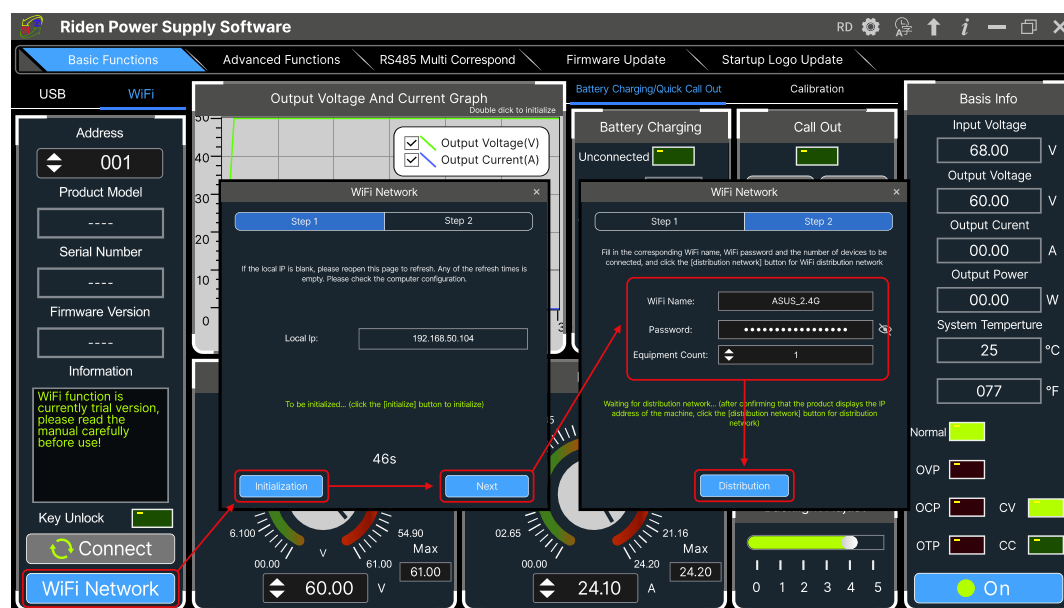 Riden Power Supply Software
RD
Basic Functions
Advanced Functions
RS485 Multi Correspond
Firmware Update
Startup Logo Update
USB
WiFi
Address
001
Product Model
----
Serial Number
----
Firmware Version
----
Information
WiFi function is
currently trial version,
please read the
manual carefully
before use!
Key Unlock
Connect
WiFi Network
Output Voltage And Current Graph
Double dick to initialize
Output Voltage(V)
Output Current(A)
50
40
30
20
10
0
3
WiFi Network
Step 1
Step 2
If the local IP is blank, please reopen this page to refresh. Any of the refresh times is
empty. Please check the computer configuration.
Local Ip:
192.168.50.104
To be initialized... (click the [initialize] button to initialize)
46s
Initialization
Next
6.100
54.90
V
00.00
61.00
Max
61.00
60.00
V
Battery Charging/Quick Call Out
Calibration
Battery Charging
Call Out
Unconnected
WiFi Network
Step 1
Step 2
Fill in the corresponding WiFi name, WiFi password and the number of devices to be
connected, and click the [distribution network] button for WiFi distribution network
WiFi Name:
ASUS_2.4G
Password:
•••••••••••••••••
Equipment Count:
1
Waiting for distribution network... (after confirming that the product displays the IP
address of the machine, click the [distribution network] button for distribution
network)
Distribution
02.65
21.16
A
00.00
24.20
Max
24.20
24.10
A
0 1 2 3 4 5
Basis Info
Input Voltage
68.00 V
Output Voltage
60.00 V
Output Curent
00.00 A
Output Power
00.00 W
System Temperture
25 °C
077 °F
Normal
OVP
OCP
CV
OTP
CC
On